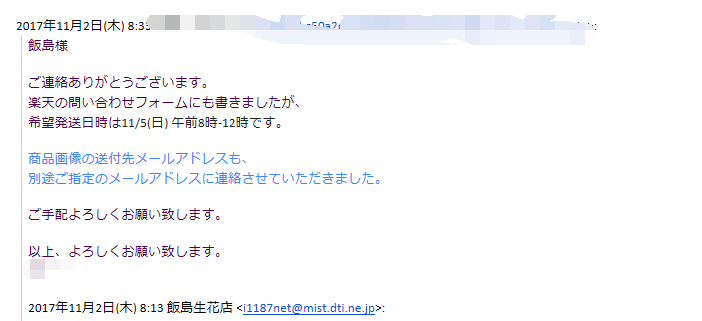 2017年11月2日(木) 8:33
飯島様
ご連絡ありがとうございます。
楽天の問い合わせフォームにも書きましたが、
希望発送日時は11/5(日) 午前8時-12時です。
商品画像の送付先メールアドレスも、
別途ご指定のメールアドレスに連絡させていただきました。
ご手配よろしくお願い致します。
以上、よろしくお願い致します。
2017年11月2日(木) 8:13 飯島生花店 <i1187net@mist.dti.ne.jp>: